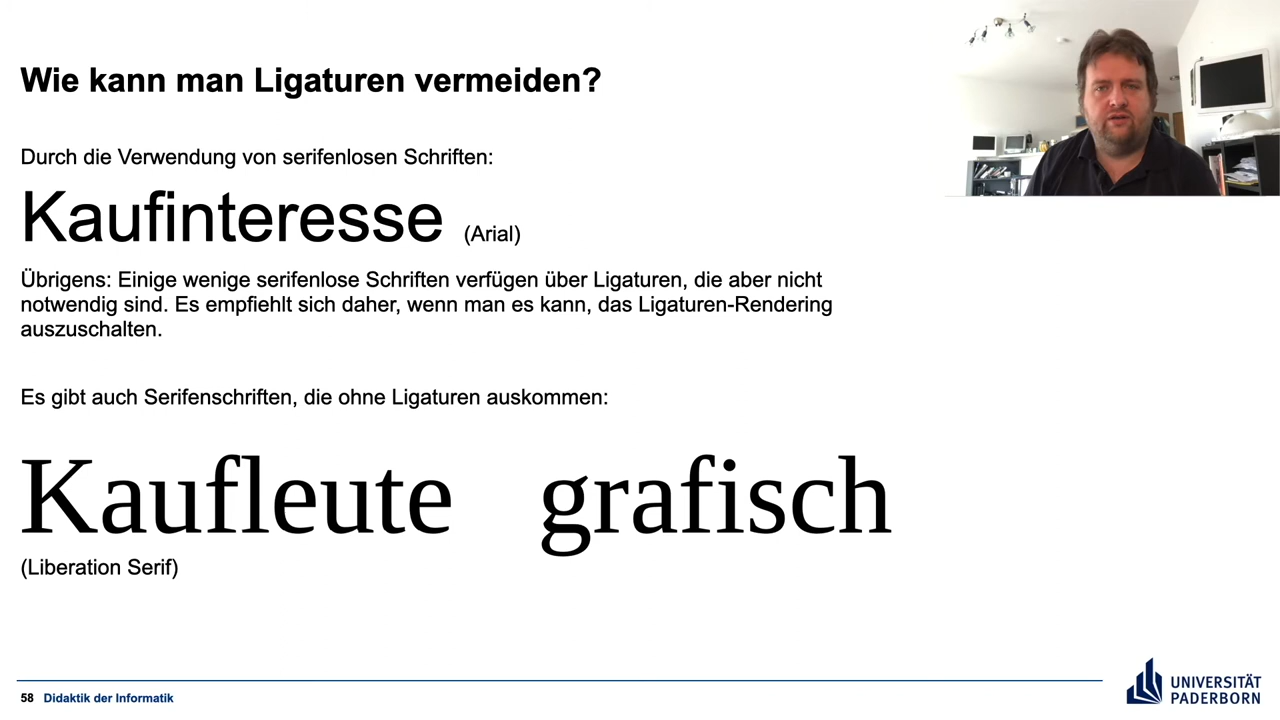 Wie kann man Ligaturen vermeiden?
Durch die Verwendung von serifenlosen Schriften:
Kaufinteresse (Arial)
Übrigens: Einige wenige serifenlose Schriften verfügen über Ligaturen, die aber nicht
notwendig sind. Es empfiehlt sich daher, wenn man es kann, das Ligaturen-Rendering
auszuschalten.
Es gibt auch Serifenschriften, die ohne Ligaturen auskommen:
Kaufleute grafisch
(Liberation Serif)
58 Didaktik der Informatik
UNIVERSITÄT
PADERBORN